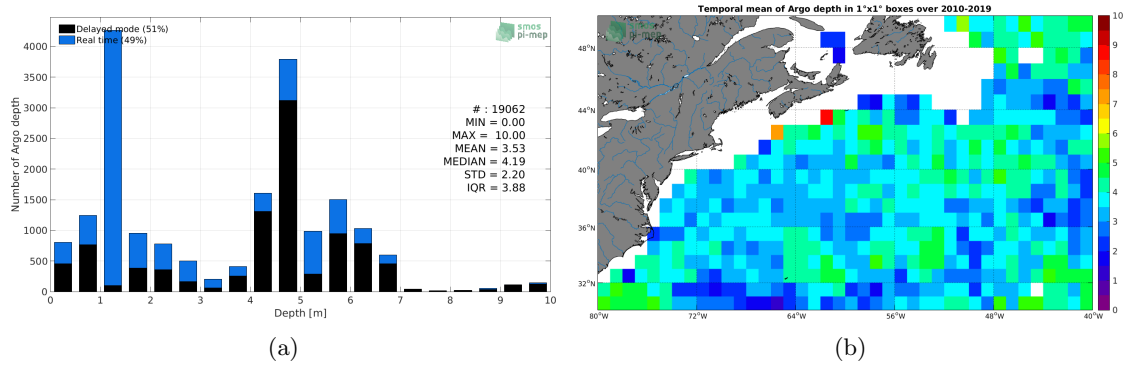 Delayed mode (51%)
Real time (49%)
smos
pi-mep
# : 19062
MIN = 0.00
MAX = 10.00
MEAN = 3.53
MEDIAN = 4.19
STD = 2.20
IQR = 3.88
Number of Argo depth
4000
3500
3000
2500
2000
1500
1000
500
0
0 1 2 3 4 5 6 7 8 9 10
Depth [m]
(a)
Temporal mean of Argo depth in 1°x1° boxes over 2010-2019
smos
pi-mep
48°N
44°N
40°N
36°N
32°N
80°W 72°W 64°W 56°W 48°W 40°W
10
9
8
7
6
5
4
3
2
1
0
(b)